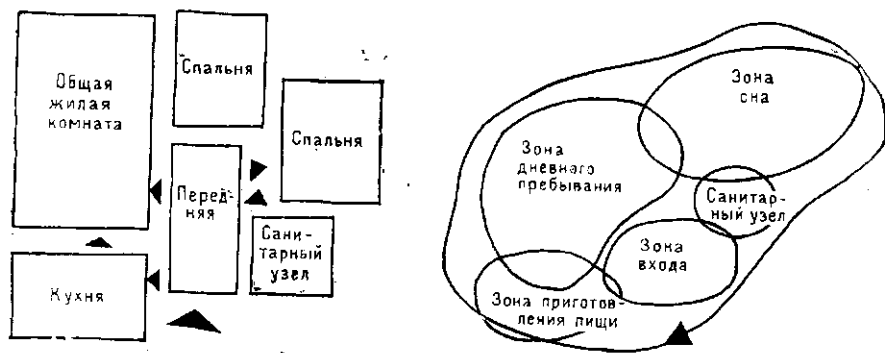 Общая
жилая
комната
Спальня
Спальня
Перед-
няя
Сани-
тарный
узел
Кухня
Зона
сна
Зона
дневного
пребывания
Санитар-
ный узел
Зона
входа
Зона приготов-
ления пищи